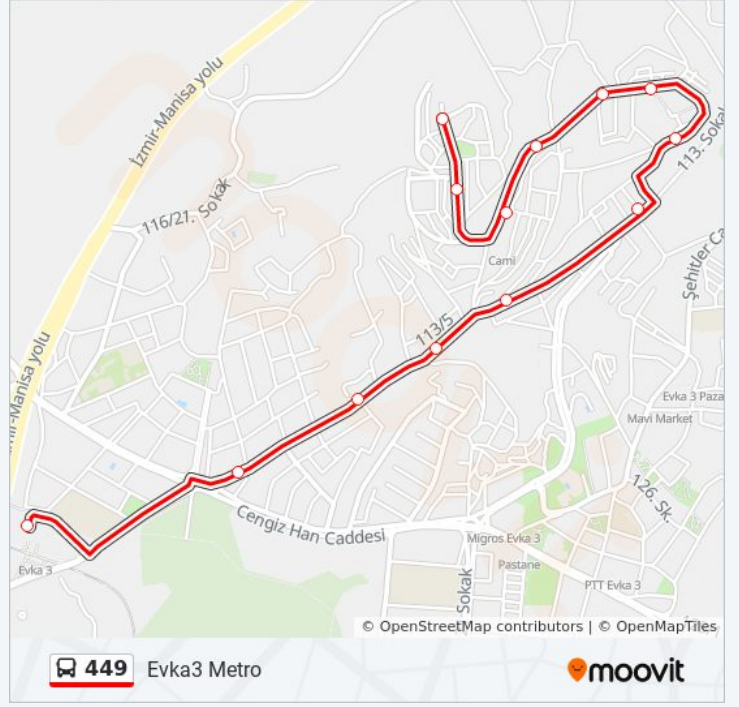 İzmir-Manisa yolu
113. Sokak
116/21. Sokak
Şehitler Ca
Cami
113/5
mir-Manisa yolu
Evka 3 Paza
Mavi Market
126. Sk.
Cengiz Han Caddesi
Migros Evka 3
Evka 3
Pastane
PTT Evka 3
Sokak
© OpenStreetMap contributors | © OpenMapTiles
449 Evka3 Metro
moovit